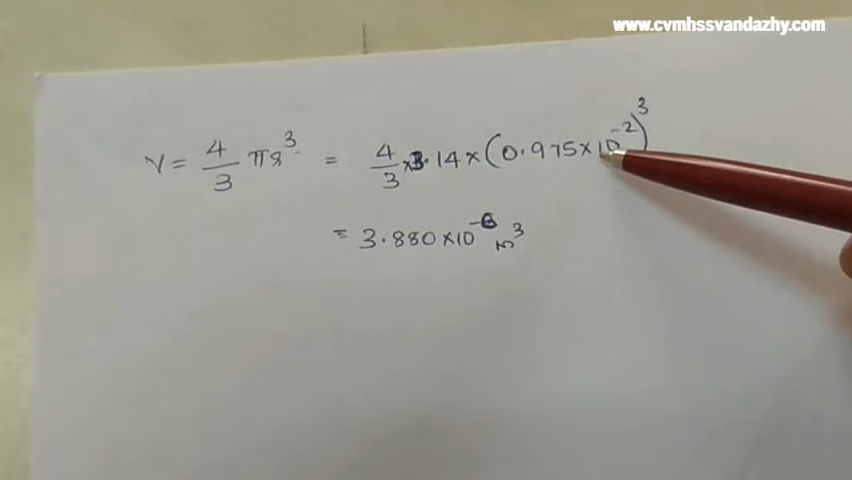 www.cvmhssvandazhy.com
V = 4/3 πr³ = 4/3 × 3.14 × (0.975×10⁻²)³
= 3.880×10⁻⁶ m³